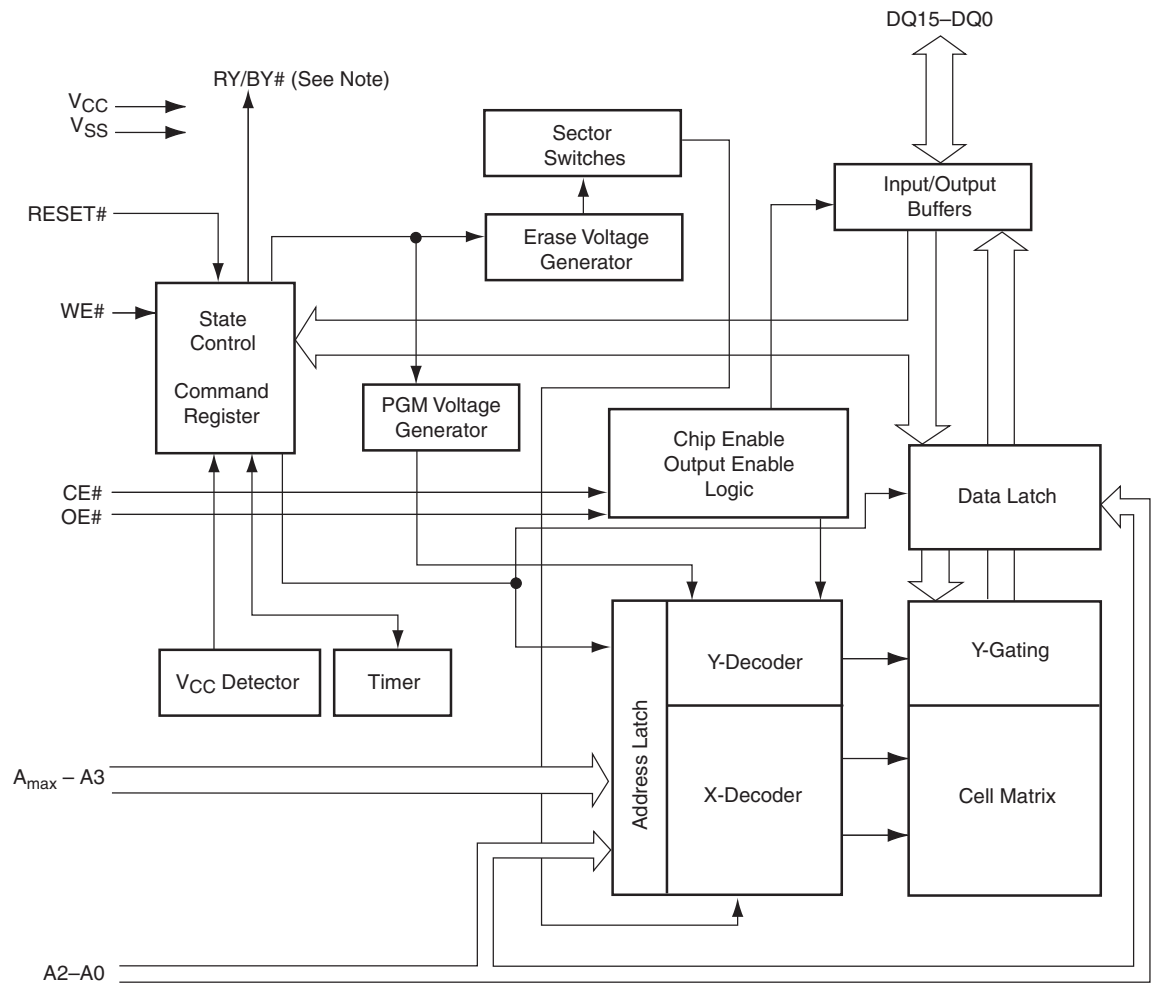 DQ15–DQ0
RY/BY# (See Note)
VCC
VSS
Sector
Switches
Input/Output
Buffers
RESET#
Erase Voltage
Generator
WE#
State
Control
Command
Register
PGM Voltage
Generator
Chip Enable
Output Enable
Logic
CE#
OE#
Data Latch
VCC Detector
Timer
Address Latch
Y-Decoder
Y-Gating
Amax – A3
X-Decoder
Cell Matrix
A2–A0